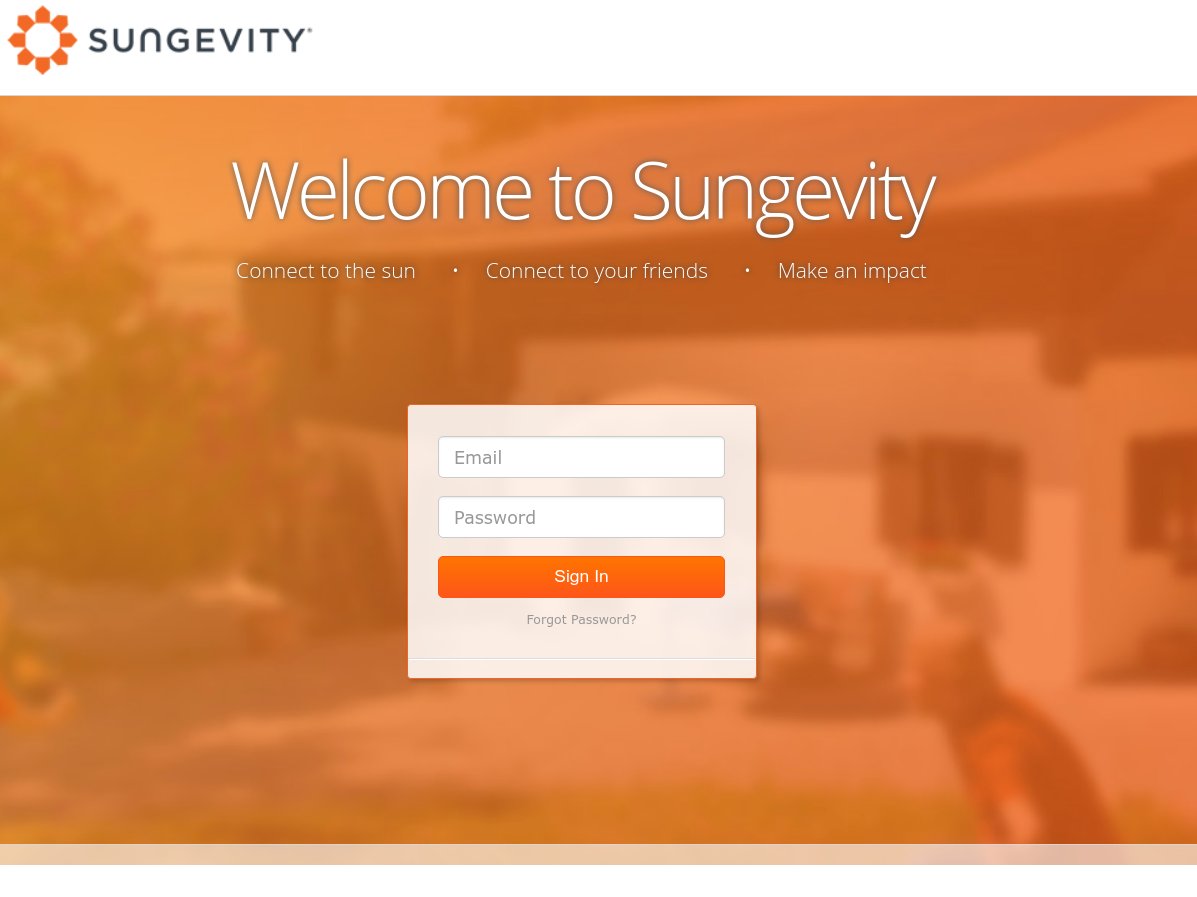 SUNGEVITY®
Welcome to Sungevity
Connect to the sun • Connect to your friends • Make an impact
Email
Password
Sign In
Forgot Password?